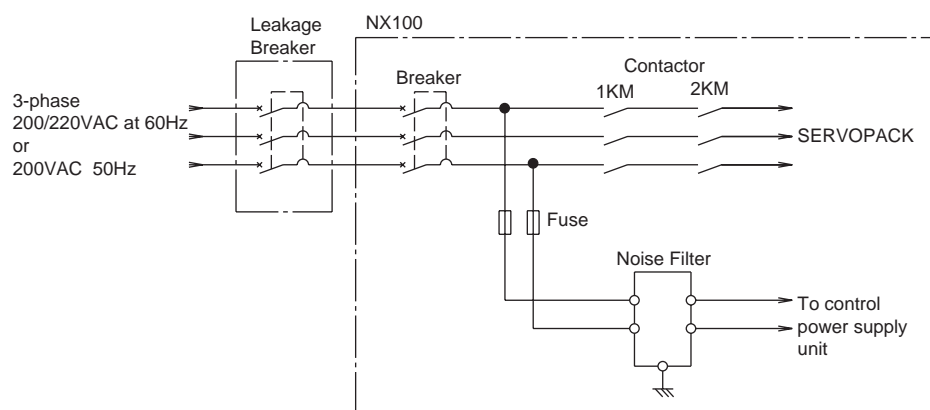 Leakage
Breaker
NX100
Breaker
Contactor
1KM
2KM
3-phase
200/220VAC at 60Hz
or
200VAC 50Hz
SERVOPACK
Fuse
Noise Filter
To control
power supply
unit